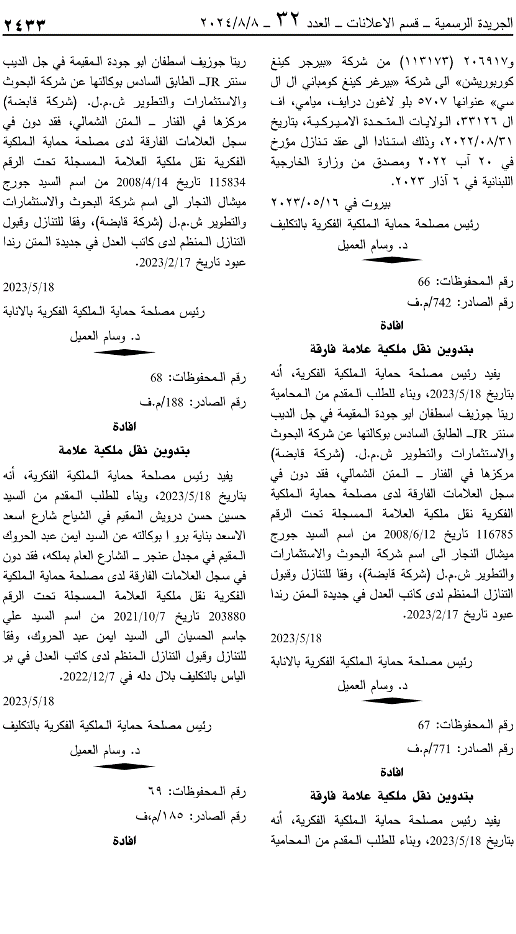 الجريدة الرسمية ــ قسم الاعلانات ــ العدد ٣٢ ــ ٢٠٢٤/٨/٨
٢٤٣٣
و٢٠٦٩١٧ (١١٣١٧٣) من شركة «بيرجر كينغ
كوربوريشن» الى شركة «بيرغر كينغ كومباني ال ال
سي» عنوانها ٥٧٠٧ بلو لاغون درايف، ميامي، اف
ال ٣٣١٢٦، الولايات المتحدة الاميركية، بتاريخ
٢٠٢٢/٠٨/٣١، وذلك استنادا الى عقد تنازل مؤرخ
في ٢٠ آب ٢٠٢٢ ومصدق من وزارة الخارجية
اللبنانية في ٦ آذار ٢٠٢٣.
بيروت في ٢٠٢٣/٠٥/١٦
رئيس مصلحة حماية الملكية الفكرية بالتكليف
د. وسام العميل
رقم المحفوظات: 66
رقم الصادر: 742/م.ف
افادة
بتدوين نقل ملكية علامة فارقة
يفيد رئيس مصلحة حماية الملكية الفكرية، أنه
بتاريخ 2023/5/18، وبناء للطلب المقدم من المحامية
ريتا جوزيف اسطفان ابو جودة المقيمة في جل الديب
سنتر JRــ الطابق السادس بوكالتها عن شركة البحوث
والاستثمارات والتطوير ش.م.ل. (شركة قابضة)
مركزها في الفنار ــ المتن الشمالي، فقد دون في
سجل العلامات الفارقة لدى مصلحة حماية الملكية
الفكرية نقل ملكية العلامة المسجلة تحت الرقم
116785 تاريخ 2008/6/12 من اسم السيد جورج
ميشال النجار الى اسم شركة البحوث والاستثمارات
والتطوير ش.م.ل (شركة قابضة)، وفقا للتنازل وقبول
التنازل المنظم لدى كاتب العدل في جديدة المتن رندا
عبود تاريخ 2023/2/17.
2023/5/18
رئيس مصلحة حماية الملكية الفكرية بالانابة
د. وسام العميل
رقم المحفوظات: 67
رقم الصادر: 771/م.ف
افادة
بتدوين نقل ملكية علامة فارقة
يفيد رئيس مصلحة حماية الملكية الفكرية، أنه
بتاريخ 2023/5/18، وبناء للطلب المقدم من المحامية
ريتا جوزيف اسطفان ابو جودة المقيمة في جل الديب
سنتر JRــ الطابق السادس بوكالتها عن شركة البحوث
والاستثمارات والتطوير ش.م.ل. (شركة قابضة)
مركزها في الفنار ــ المتن الشمالي، فقد دون في
سجل العلامات الفارقة لدى مصلحة حماية الملكية
الفكرية نقل ملكية العلامة المسجلة تحت الرقم
115834 تاريخ 2008/4/14 من اسم السيد جورج
ميشال النجار الى اسم شركة البحوث والاستثمارات
والتطوير ش.م.ل (شركة قابضة)، وفقا للتنازل وقبول
التنازل المنظم لدى كاتب العدل في جديدة المتن رندا
عبود تاريخ 2023/2/17.
2023/5/18
رئيس مصلحة حماية الملكية الفكرية بالانابة
د. وسام العميل
رقم المحفوظات: 68
رقم الصادر: 188/م.ف
افادة
بتدوين نقل ملكية علامة
يفيد رئيس مصلحة حماية الملكية الفكرية، أنه
بتاريخ 2023/5/18، وبناء للطلب المقدم من السيد
حسين حسن درويش المقيم في الشياح شارع اسعد
الاسعد بناية برو ا بوكالته عن السيد ايمن عبد الحروك
المقيم في مجدل عنجر ــ الشارع العام بملكه، فقد دون
في سجل العلامات الفارقة لدى مصلحة حماية الملكية
الفكرية نقل ملكية العلامة المسجلة تحت الرقم
203880 تاريخ 2021/10/7 من اسم السيد علي
جاسم الحسيان الى السيد ايمن عبد الحروك، وفقا
للتنازل وقبول التنازل المنظم لدى كاتب العدل في بر
الياس بالتكليف بلال دله في 2022/12/7.
2023/5/18
رئيس مصلحة حماية الملكية الفكرية بالتكليف
د. وسام العميل
رقم المحفوظات: ٦٩
رقم الصادر: ١٨٥/م.ف
افادة